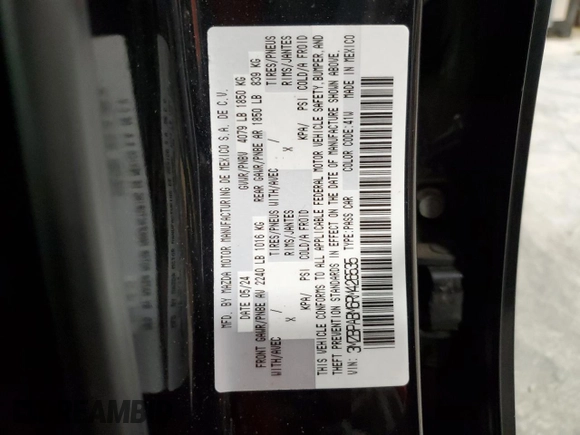 MFD. BY MAZDA MOTOR MANUFACTURING DE MEXICO S.A. DE C.V.
DATE 05/24 GVWR/PNBV 4079 LB 1850 KG
FRONT GAWR/PNBE AV 2240 LB 1016 KG REAR GAWR/PNBE AR 1850 LB 839 KG
WITH/AVEC / TIRES/PNEUS WITH/AVEC / TIRES/PNEUS
X RIMS/JANTES X RIMS/JANTES
KPA/ PSI COLD/A FROID KPA/ PSI COLD/A FROID
THIS VEHICLE CONFORMS TO ALL APPLICABLE FEDERAL MOTOR VEHICLE SAFETY, BUMPER, AND
THEFT PREVENTION STANDARDS IN EFFECT ON THE DATE OF MANUFACTURE SHOWN ABOVE.
VIN: 3MZBPABM6RM426636 TYPE:PASS CAR COLOR CODE:41W MADE IN MEXICO